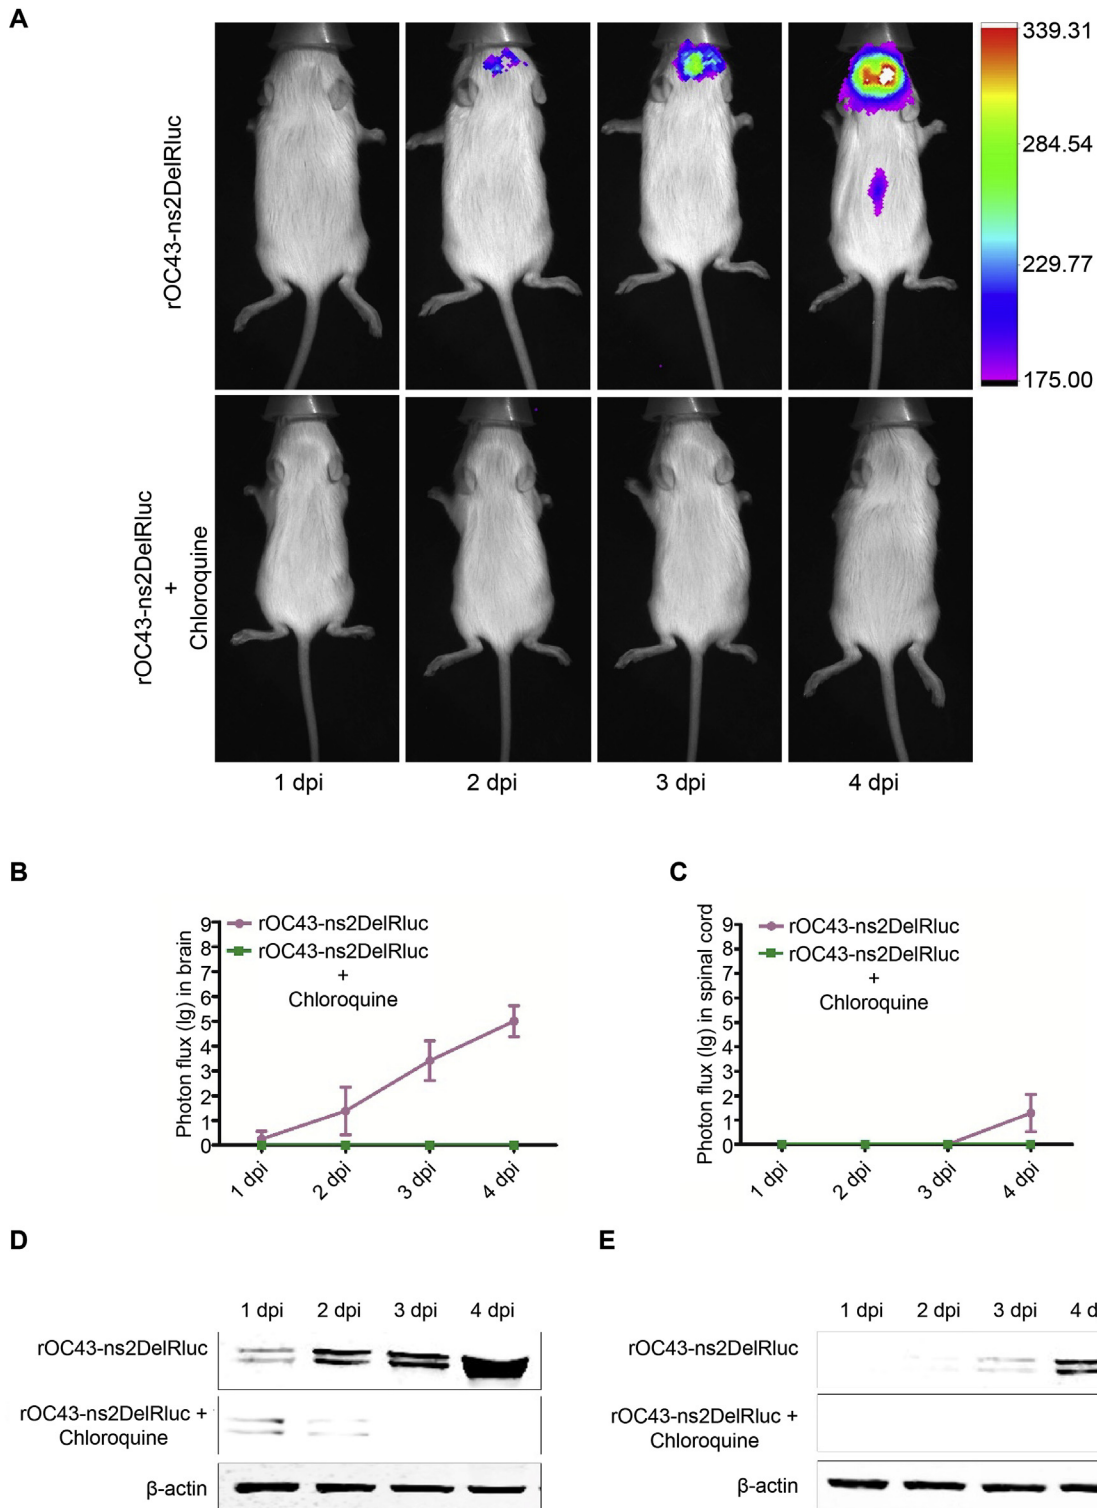 A
rOC43-ns2DelRluc
339.31
284.54
229.77
175.00
rOC43-ns2DelRluc
+
Chloroquine
1 dpi
2 dpi
3 dpi
4 dpi
B
Photon flux (lg) in brain
9
8
7
6
5
4
3
2
1
0
rOC43-ns2DelRluc
rOC43-ns2DelRluc
+
Chloroquine
1 dpi
2 dpi
3 dpi
4 dpi
C
Photon flux (lg) in spinal cord
9
8
7
6
5
4
3
2
1
0
rOC43-ns2DelRluc
rOC43-ns2DelRluc
+
Chloroquine
1 dpi
2 dpi
3 dpi
4 dpi
D
1 dpi 2 dpi 3 dpi 4 dpi
rOC43-ns2DelRluc
rOC43-ns2DelRluc +
Chloroquine
β-actin
E
1 dpi 2 dpi 3 dpi 4 d
rOC43-ns2DelRluc
rOC43-ns2DelRluc +
Chloroquine
β-actin